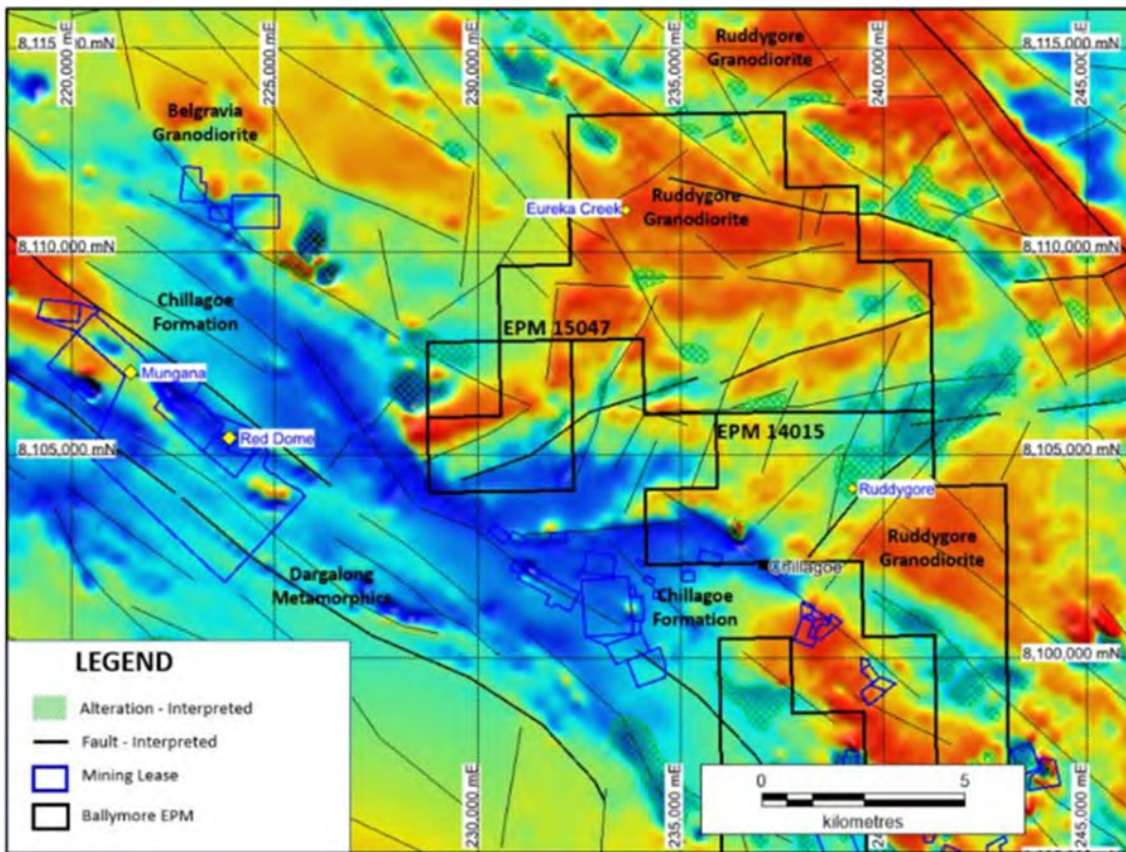 220,000 mE
225,000 mE
230,000 mE
235,000 mE
240,000 mE
245,000 mE
8,115,000 mN
8,115,000 mN
Ruddygore
Granodiorite
Belgravia
Granodiorite
Ruddygore
Granodiorite
Eureka Creek
8,110,000 mN
8,110,000 mN
Chillagoe
Formation
EPM 15047
Mungana
Red Dome
EPM 14015
8,105,000 mN
8,105,000 mN
Ruddygore
Ruddygore
Granodiorite
Chillagoe
Dargalong
Metamorphics
Chillagoe
Formation
8,100,000 mN
LEGEND
Alteration - Interpreted
Fault - Interpreted
Mining Lease
Ballymore EPM
0 5
kilometres
230,000 mE
235,000 mE
240,000 mE
245,000 mE